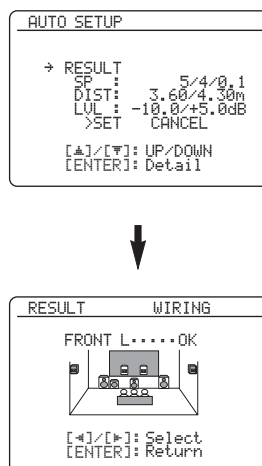 AUTO SETUP
→ RESULT
SP : 5/4/0.1
DIST: 3.60/4.30m
LVL : -10.0/+5.0dB
>SET CANCEL
[▲]/[▼]: UP/DOWN
[ENTER]: Detail
RESULT WIRING
FRONT L•••••OK
[◄]/[►]: Select
[ENTER]: Return